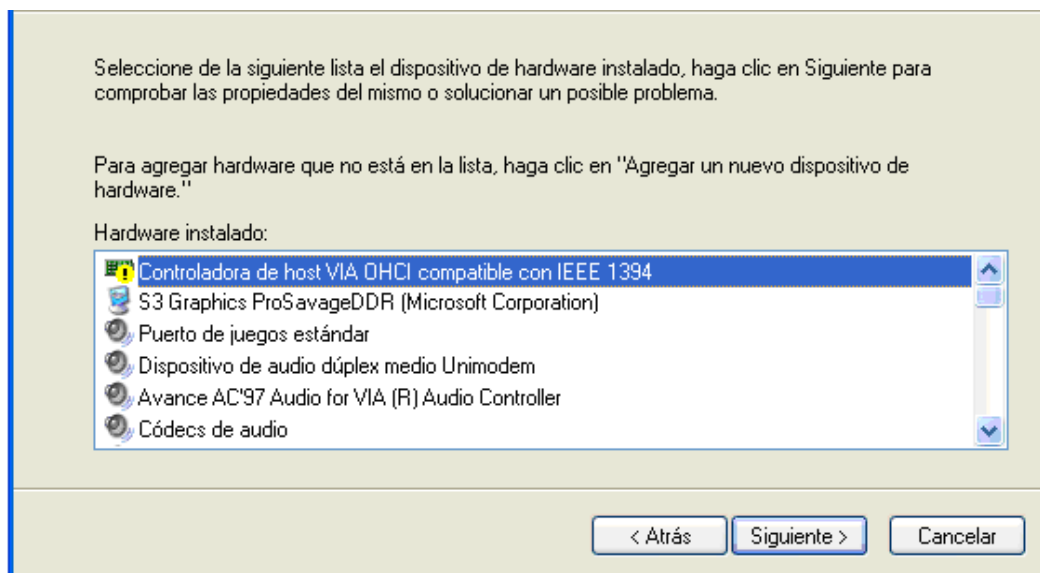 Seleccione de la siguiente lista el dispositivo de hardware instalado, haga clic en Siguiente para
comprobar las propiedades del mismo o solucionar un posible problema.
Para agregar hardware que no está en la lista, haga clic en "Agregar un nuevo dispositivo de
hardware."
Hardware instalado:
Controladora de host VIA OHCI compatible con IEEE 1394
S3 Graphics ProSavageDDR (Microsoft Corporation)
Puerto de juegos estándar
Dispositivo de audio dúplex medio Unimodem
Avance AC'97 Audio for VIA (R) Audio Controller
Códecs de audio
< Atrás Siguiente > Cancelar